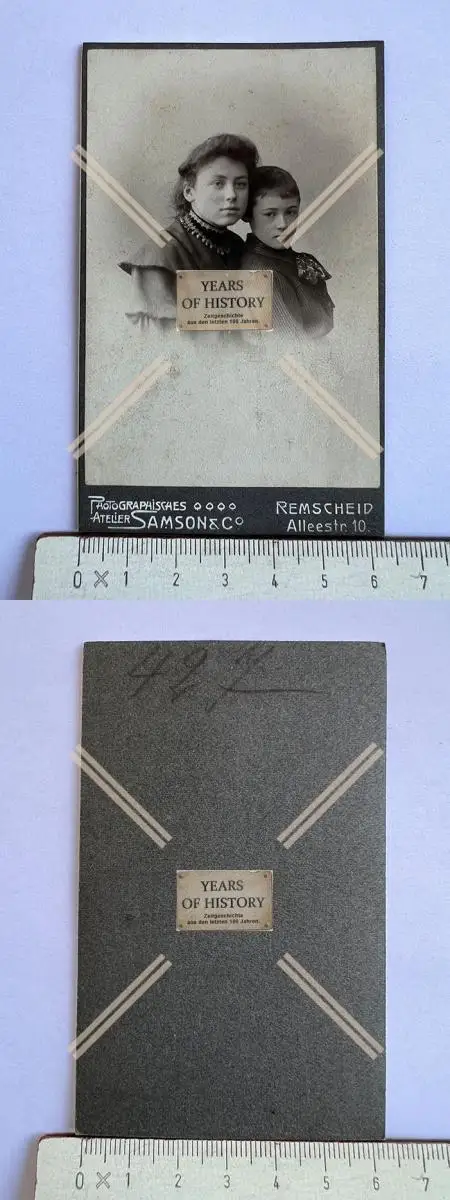 YEARS
OF HISTORY
Zeitgeschichte
aus den letzten 100 Jahren.
PHOTOGRAPHISCHES
ATELIER SAMSON & Co
REMSCHEID
Alleestr. 10.
0 1 2 3 4 5 6 7
427
YEARS
OF HISTORY
Zeitgeschichte
aus den letzten 100 Jahren.
0 1 2 3 4 5 6 7